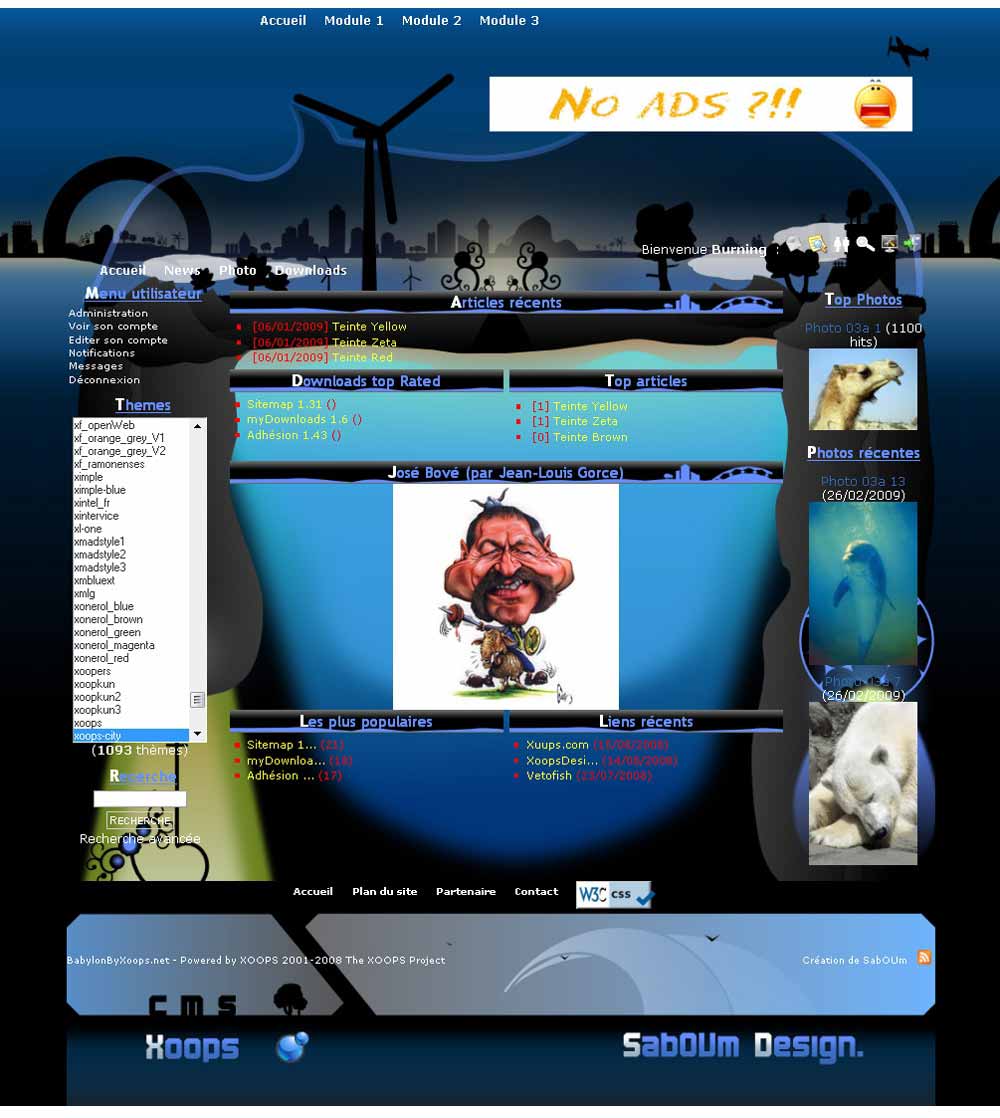 Accueil Module 1 Module 2 Module 3
No ads ?!!
Bienvenue Burning :
Accueil News Photo Downloads
Menu utilisateur
Administration
Voir son compte
Editer son compte
Notifications
Messages
Déconnexion
Themes
xf_openWeb
xf_orange_grey_V1
xf_orange_grey_V2
xf_ramonenses
ximple
ximple-blue
xintel_fr
xintervice
xl-one
xmadstyle1
xmadstyle2
xmadstyle3
xmbluext
xmlg
xonerol_blue
xonerol_brown
xonerol_green
xonerol_magenta
xonerol_red
xoopers
xoopkun
xoopkun2
xoopkun3
xoops
xoops-city
(1093 thèmes)
Recherche
Recherche avancée
Articles récents
[06/01/2009] Teinte Yellow
[06/01/2009] Teinte Zeta
[06/01/2009] Teinte Red
Downloads top Rated
Sitemap 1.31 ()
myDownloads 1.6 ()
Adhésion 1.43 ()
Top articles
[1] Teinte Yellow
[1] Teinte Zeta
[0] Teinte Brown
José Bové (par Jean-Louis Gorce)
Les plus populaires
Sitemap 1... (21)
myDownloa... (18)
Adhésion ... (17)
Liens récents
Xuups.com (15/08/2008)
XoopsDesi... (14/08/2008)
Vetofish (23/07/2008)
Top Photos
Photo 03a 1 (1100
hits)
Photos récentes
Photo 03a 13
(26/02/2009)
Photo 03a 7
(26/02/2009)
Accueil Plan du site Partenaire Contact
W3C css
BabylonByXoops.net - Powered by XOOPS 2001-2008 The XOOPS Project
Création de SabOUm
cms
Xoops
SabOUm Design.